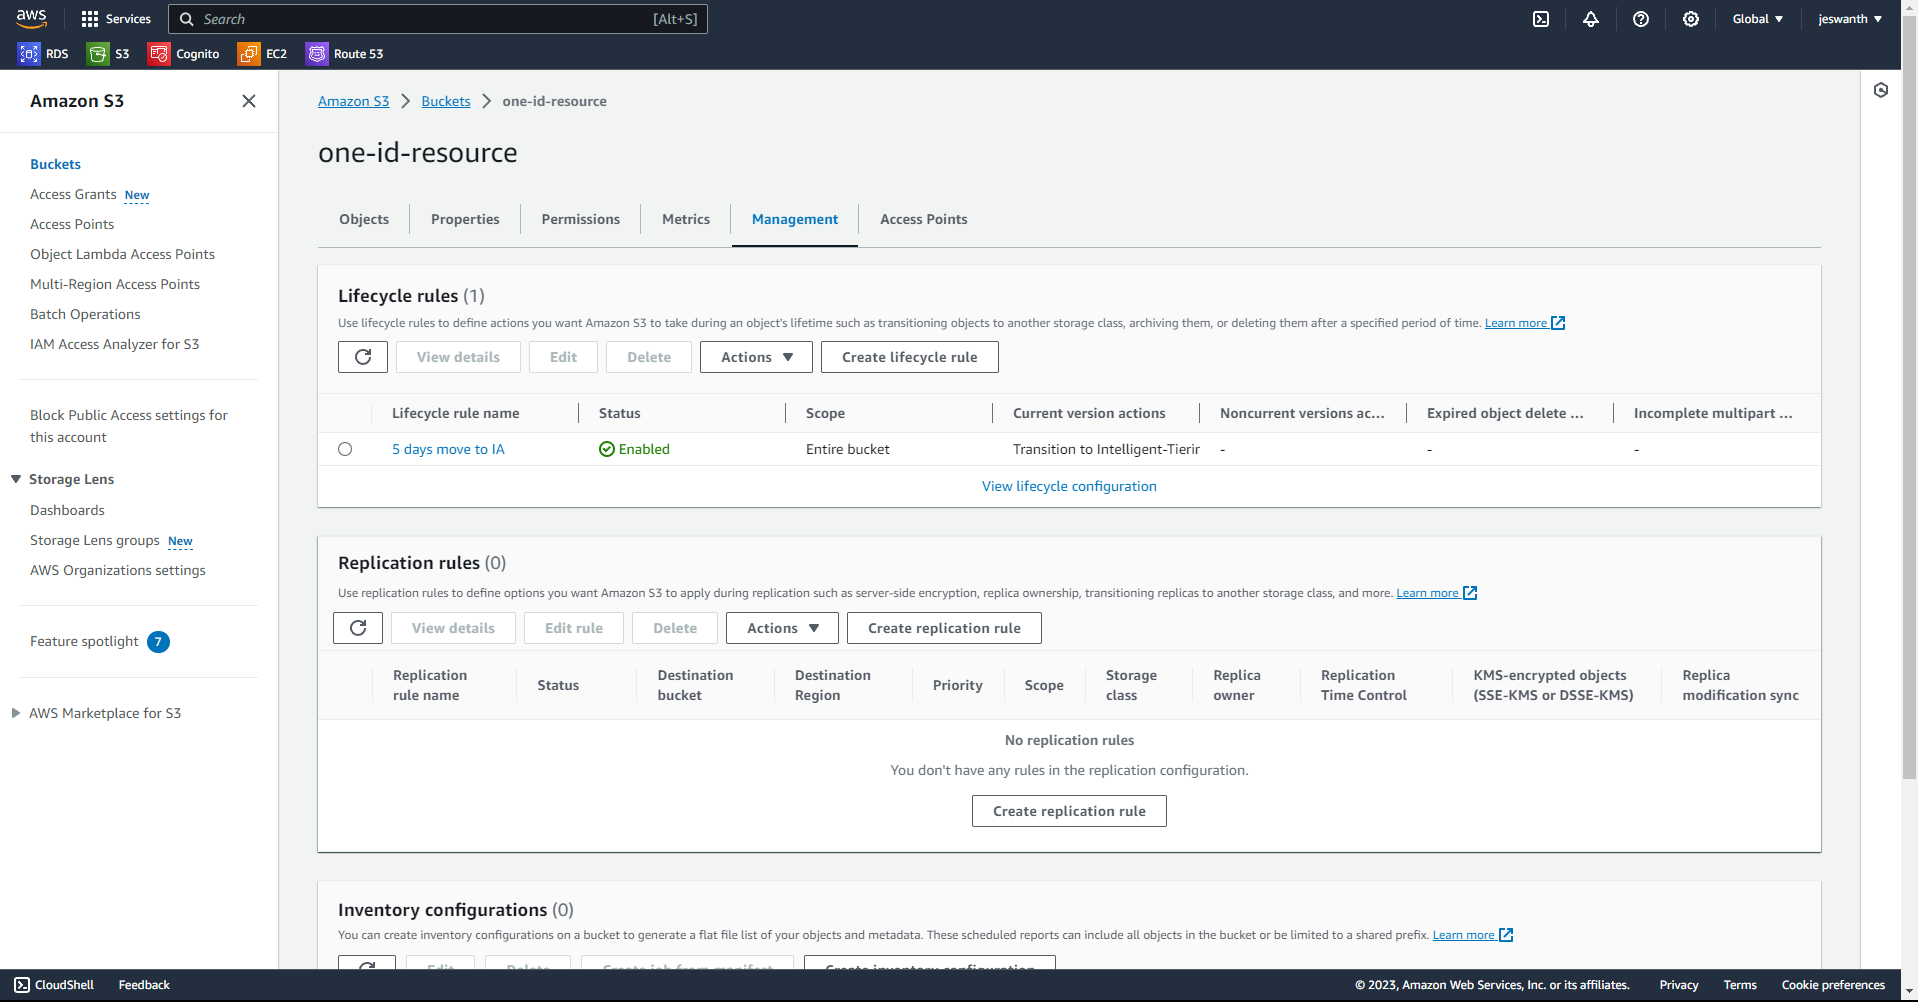 aws
Services
Search
[Alt+S]
Global
jeswanth
RDS
S3
Cognito
EC2
Route 53
Amazon S3
Buckets
Access Grants New
Access Points
Object Lambda Access Points
Multi-Region Access Points
Batch Operations
IAM Access Analyzer for S3
Block Public Access settings for
this account
Storage Lens
Dashboards
Storage Lens groups New
AWS Organizations settings
Feature spotlight 7
AWS Marketplace for S3
Amazon S3 > Buckets > one-id-resource
one-id-resource
Objects
Properties
Permissions
Metrics
Management
Access Points
Lifecycle rules (1)
Use lifecycle rules to define actions you want Amazon S3 to take during an object's lifetime such as transitioning objects to another storage class, archiving them, or deleting them after a specified period of time. Learn more
View details
Edit
Delete
Actions
Create lifecycle rule
Lifecycle rule name
Status
Scope
Current version actions
Noncurrent versions ac...
Expired object delete ...
Incomplete multipart ...
5 days move to IA
Enabled
Entire bucket
Transition to Intelligent-Tierir
-
-
-
View lifecycle configuration
Replication rules (0)
Use replication rules to define options you want Amazon S3 to apply during replication such as server-side encryption, replica ownership, transitioning replicas to another storage class, and more. Learn more
View details
Edit rule
Delete
Actions
Create replication rule
Replication
rule name
Status
Destination
bucket
Destination
Region
Priority
Scope
Storage
class
Replica
owner
Replication
Time Control
KMS-encrypted objects
(SSE-KMS or DSSE-KMS)
Replica
modification sync
No replication rules
You don't have any rules in the replication configuration.
Create replication rule
Inventory configurations (0)
You can create inventory configurations on a bucket to generate a flat file list of your objects and metadata. These scheduled reports can include all objects in the bucket or be limited to a shared prefix. Learn more
Edit
Delete
Create job from manifest
Create inventory configuration
CloudShell
Feedback
© 2023, Amazon Web Services, Inc. or its affiliates.
Privacy
Terms
Cookie preferences